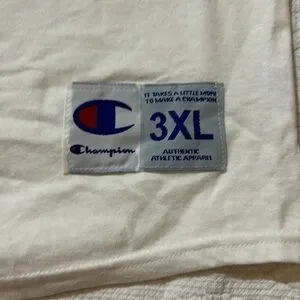 Champion
IT TAKES A LITTLE MORE
TO MAKE A CHAMPION
3XL
AUTHENTIC
ATHLETIC APPAREL